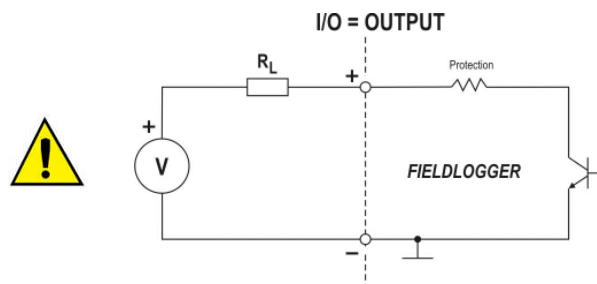 I/O = OUTPUT
RL
+
Protection
+
V
FIELDLOGGER
−
!